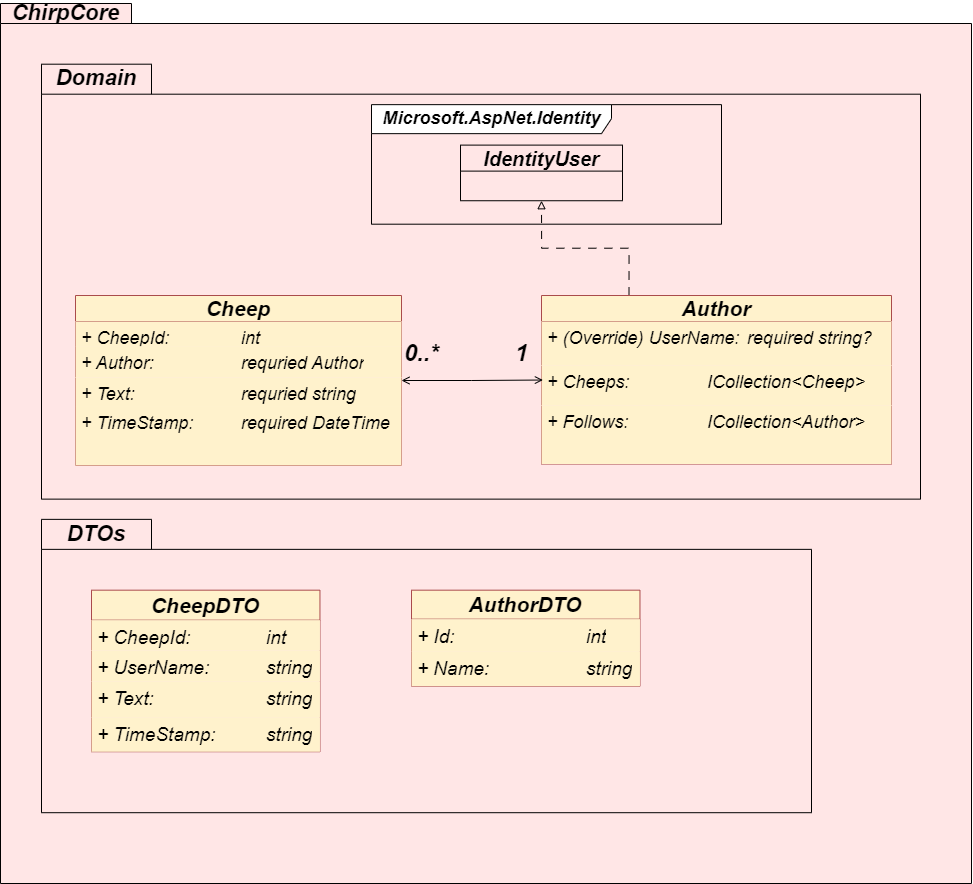 ChirpCore
Domain
Microsoft.AspNet.Identity
IdentityUser
Cheep
+ CheepId: int
+ Author: requried Author
+ Text: requried string
+ TimeStamp: required DateTime
0..*
1
Author
+ (Override) UserName: required string?
+ Cheeps: ICollection<Cheep>
+ Follows: ICollection<Author>
DTOs
CheepDTO
+ CheepId: int
+ UserName: string
+ Text: string
+ TimeStamp: string
AuthorDTO
+ Id: int
+ Name: string